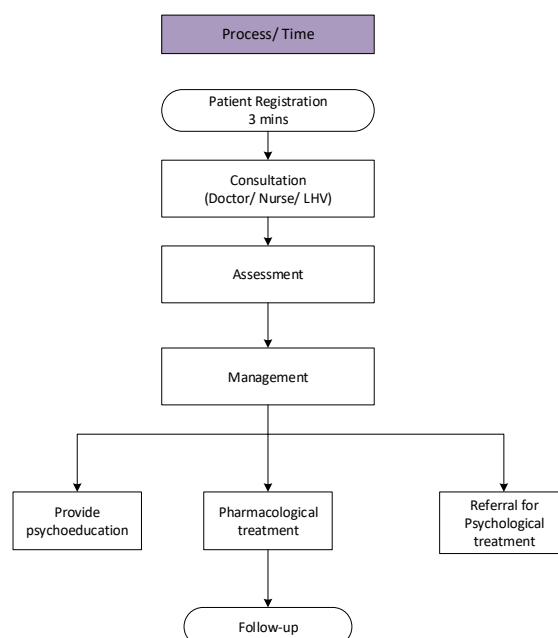 Process/ Time
Patient Registration
3 mins
Consultation
(Doctor/ Nurse/ LHV)
Assessment
Management
Provide
psychoeducation
Pharmacological
treatment
Referral for
Psychological
treatment
Follow-up